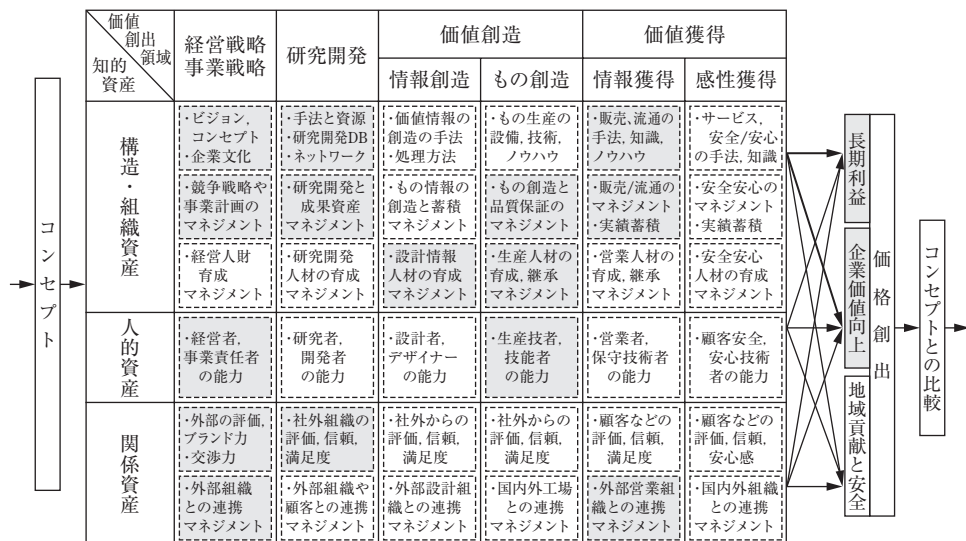 コンセプト
価値
創出
領域
知的
資産
経営戦略
事業戦略
研究開発
価値創造
価値獲得
情報創造
もの創造
情報獲得
感性獲得
構造・組織資産
・ビジョン,
コンセプト
・企業文化
・手法と資源
・研究開発DB
・ネットワーク
・価値情報の
創造の手法
・処理方法
・もの生産の
設備, 技術,
ノウハウ
・販売, 流通の
手法, 知識,
ノウハウ
・サービス,
安全/安心
の手法, 知識
・競争戦略や
事業計画の
マネジメント
・研究開発と
成果資産
マネジメント
・もの情報の
創造と蓄積
マネジメント
・もの創造と
品質保証の
マネジメント
・販売/流通の
マネジメント
・実績蓄積
・安全安心の
マネジメント
・実績蓄積
・経営人財
育成
マネジメント
・研究開発
人材の育成
マネジメント
・設計情報
人材の育成
マネジメント
・生産人材の
育成, 継承
マネジメント
・営業人材の
育成, 継承
マネジメント
・安全安心
人材の育成
マネジメント
人的資産
・経営者,
事業責任者
の能力
・研究者,
開発者
の能力
・設計者,
デザイナー
の能力
・生産技者,
技能者
の能力
・営業者,
保守技術者
の能力
・顧客安全,
安心技術
者の能力
関係資産
・外部の評価,
ブランド力
・交渉力
・社外組織の
評価, 信頼,
満足度
・社外からの
評価, 信頼,
満足度
・社外からの
評価, 信頼,
満足度
・顧客などの
評価, 信頼,
満足度
・顧客などの
評価, 信頼,
安心感
・外部組織
との連携
マネジメント
・外部組織や
顧客との連携
マネジメント
・外部設計組
織との連携
マネジメント
・国内外工場
との連携
マネジメント
・外部営業組
織との連携
マネジメント
・国内外組織
との連携
マネジメント
長期利益
企業価値向上
地域貢献と安全
価格創出
コンセプトとの比較